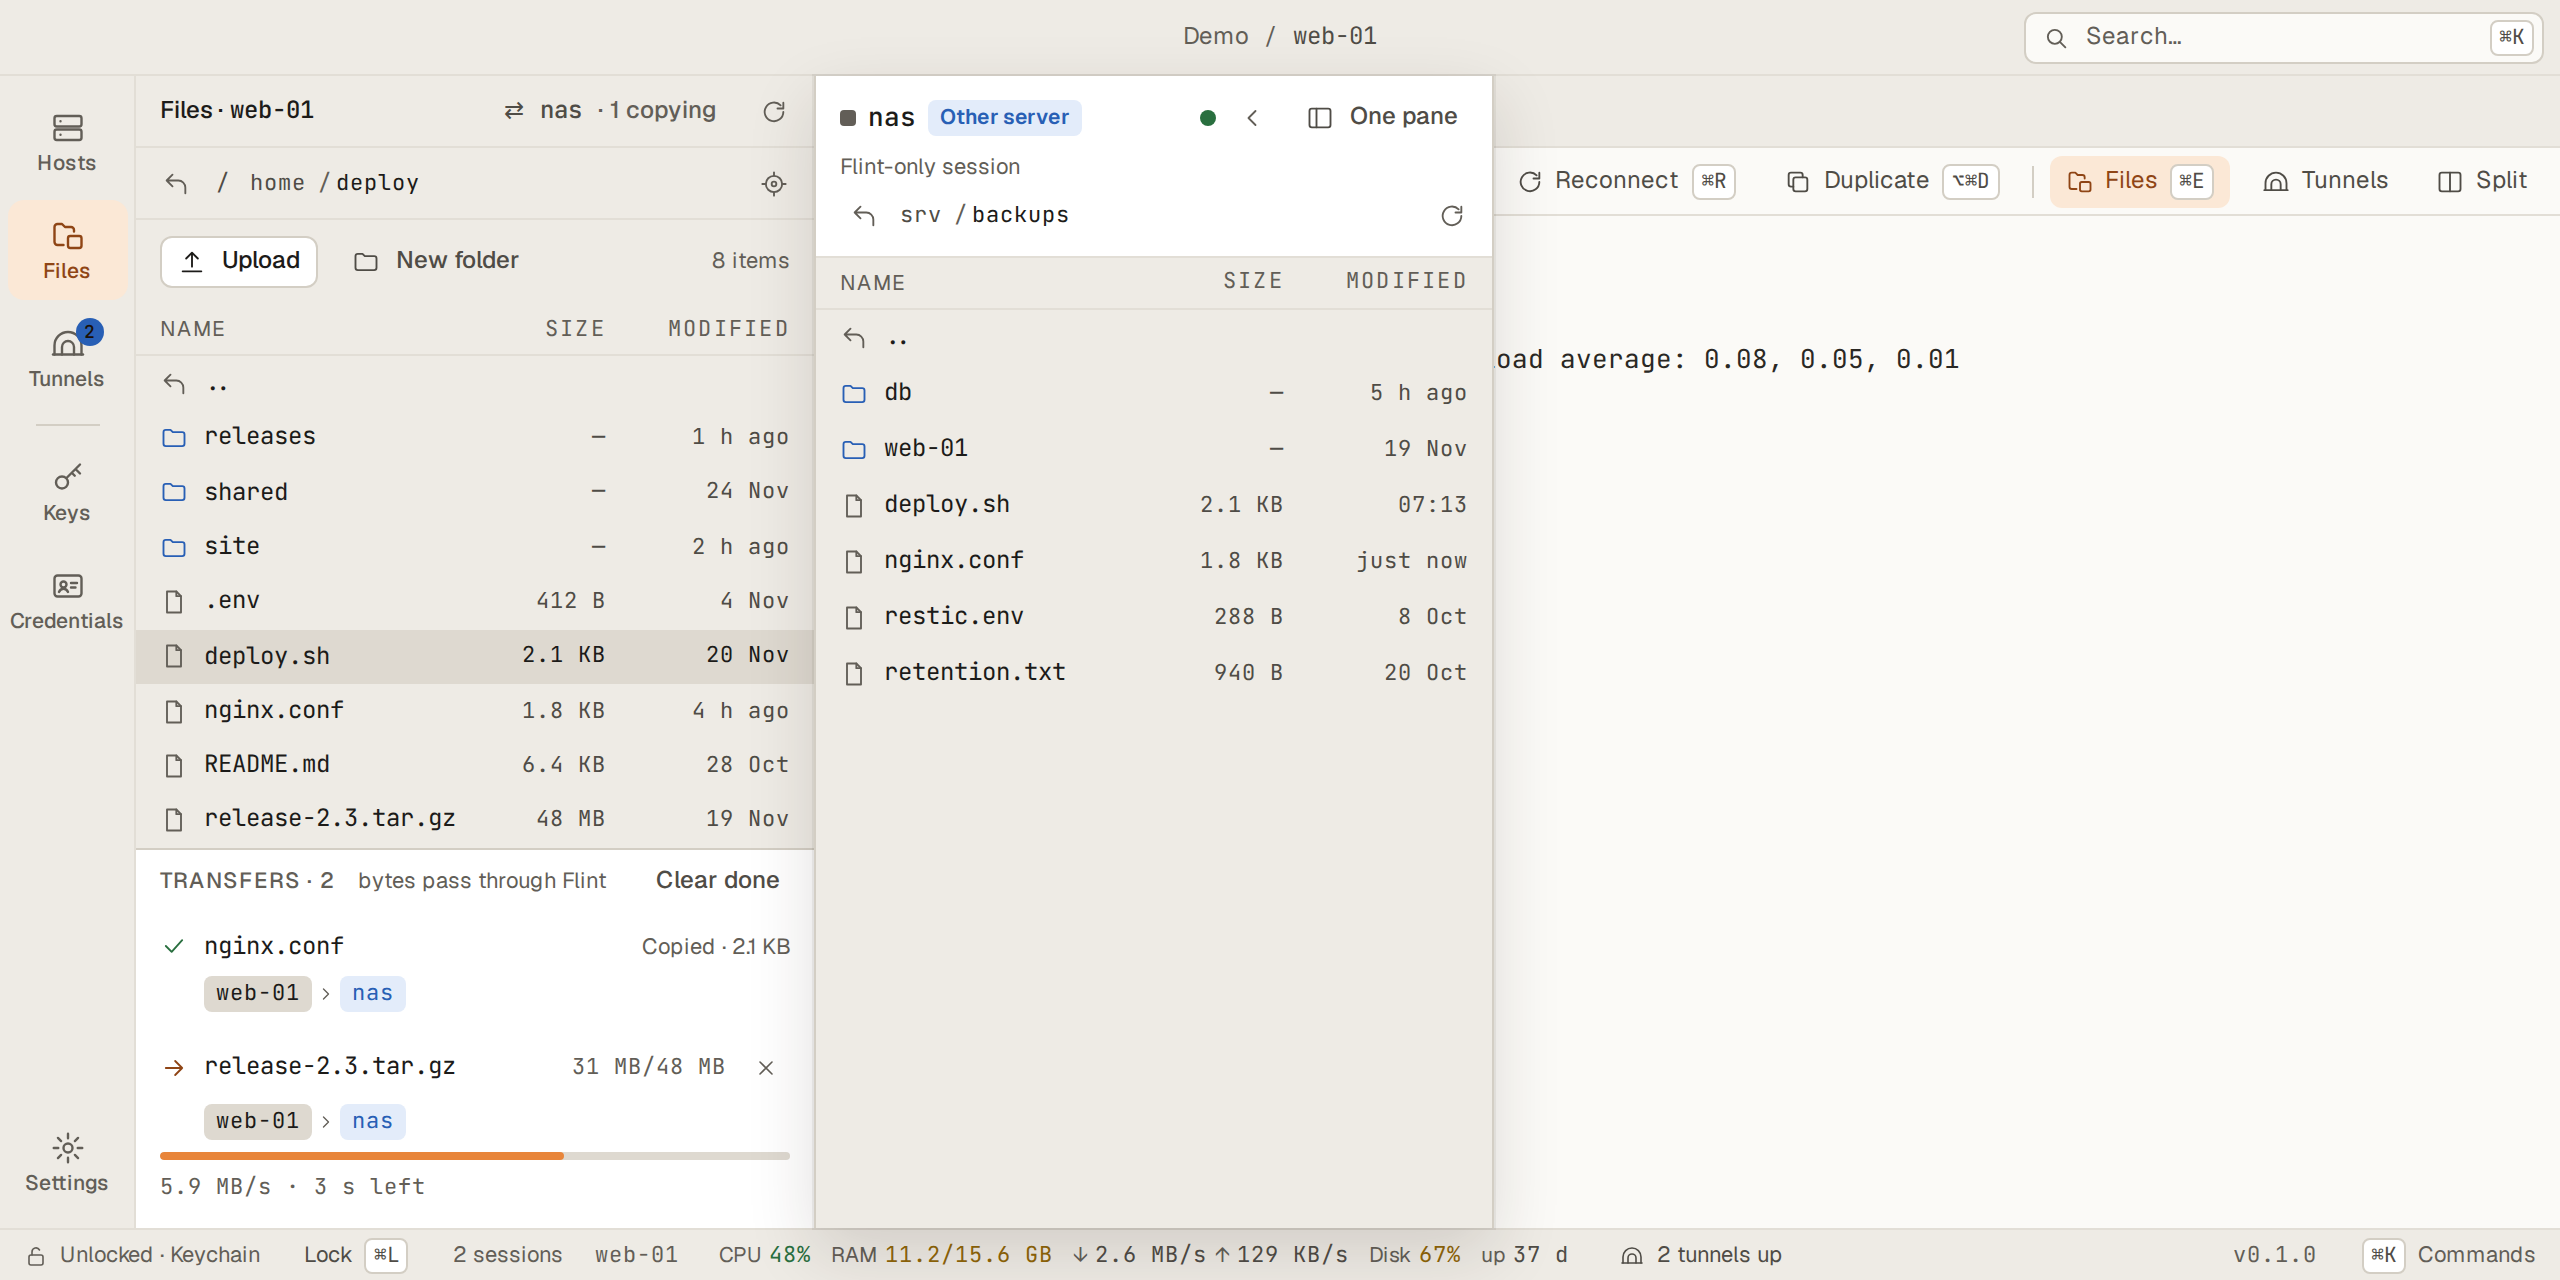 Demo / web-01
Search… ⌘K
Hosts
Files
2
Tunnels
Keys
Credentials
Settings
Files · web-01 ⇄ nas · 1 copying
/ home / deploy
Upload New folder 8 items
NAME SIZE MODIFIED
..
releases — 1 h ago
shared — 24 Nov
site — 2 h ago
.env 412 B 4 Nov
deploy.sh 2.1 KB 20 Nov
nginx.conf 1.8 KB 4 h ago
README.md 6.4 KB 28 Oct
release-2.3.tar.gz 48 MB 19 Nov
TRANSFERS · 2 bytes pass through Flint Clear done
nginx.conf Copied · 2.1 KB
web-01 › nas
release-2.3.tar.gz 31 MB/48 MB
web-01 › nas
5.9 MB/s · 3 s left
nas Other server One pane
Flint-only session
srv / backups
NAME SIZE MODIFIED
..
db — 5 h ago
web-01 — 19 Nov
deploy.sh 2.1 KB 07:13
nginx.conf 1.8 KB just now
restic.env 288 B 8 Oct
retention.txt 940 B 20 Oct
Reconnect ⌘R Duplicate ⌥⌘D Files ⌘E Tunnels Split
oad average: 0.08, 0.05, 0.01
Unlocked · Keychain Lock ⌘L 2 sessions web-01 CPU 48% RAM 11.2/15.6 GB ↓ 2.6 MB/s ↑ 129 KB/s Disk 67% up 37 d 2 tunnels up v0.1.0 ⌘K Commands